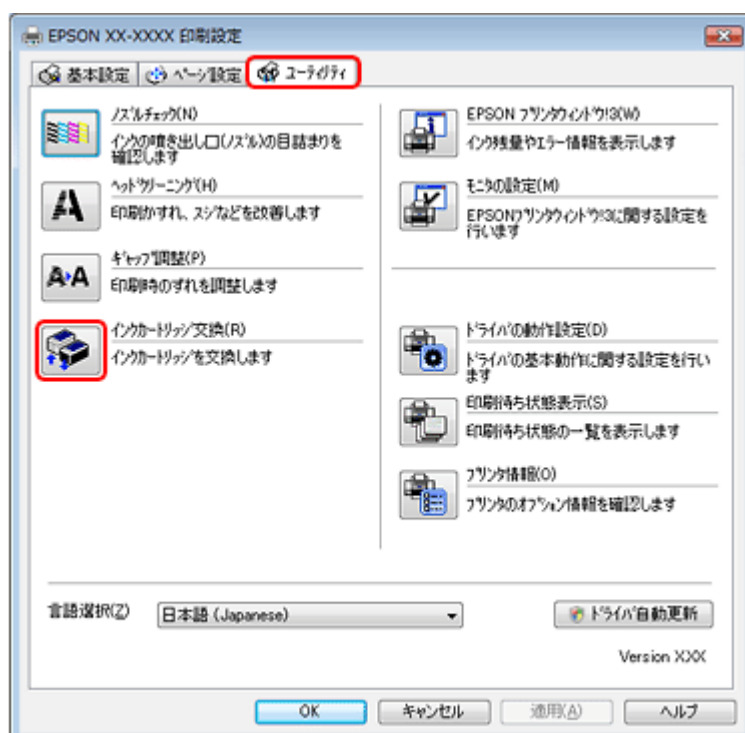 EPSON XX-XXXX 印刷設定
基本設定
ページ設定
ユーティリティ
ノズルチェック(N)
インクの噴き出し口(ノズル)の目詰まりを
確認します
ヘッドクリーニング(H)
印刷かすれ、スジなどを改善します
ギャップ調整(P)
印刷時のずれを調整します
インクカートリッジ交換(R)
インクカートリッジを交換します
EPSON プリンタウィンドウ!3(W)
インク残量やエラー情報を表示します
モニタの設定(M)
EPSONプリンタウィンドウ!3に関する設定を
行います
ドライバの動作設定(D)
ドライバの基本動作に関する設定を行い
ます
印刷待ち状態表示(S)
印刷待ち状態の一覧を表示します
プリンタ情報(O)
プリンタのオプション情報を確認します
言語選択(Z)
日本語 (Japanese)
ドライバ自動更新
Version XXX
OK
キャンセル
適用(A)
ヘルプ